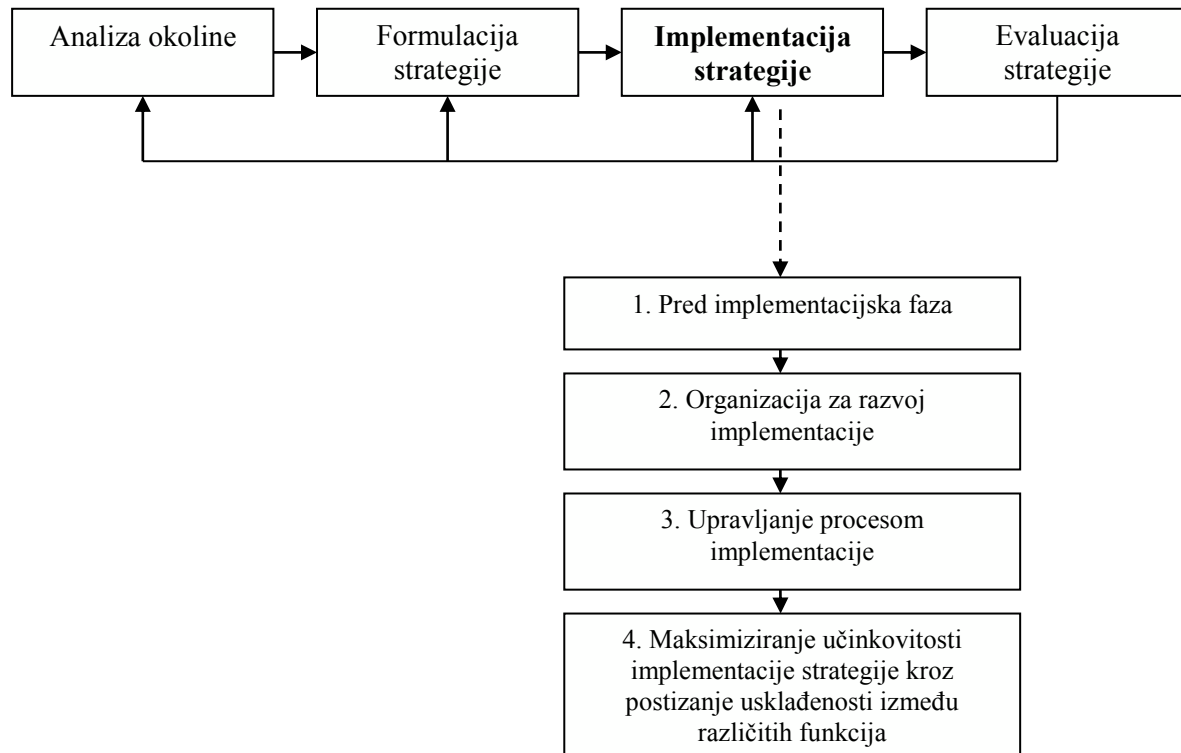 Analiza okoline
Formulacija
strategije
Implementacija
strategije
Evaluacija
strategije
1. Pred implementacijska faza
2. Organizacija za razvoj
implementacije
3. Upravljanje procesom
implementacije
4. Maksimiziranje učinkovitosti
implementacije strategije kroz
postizanje usklađenosti između
različitih funkcija